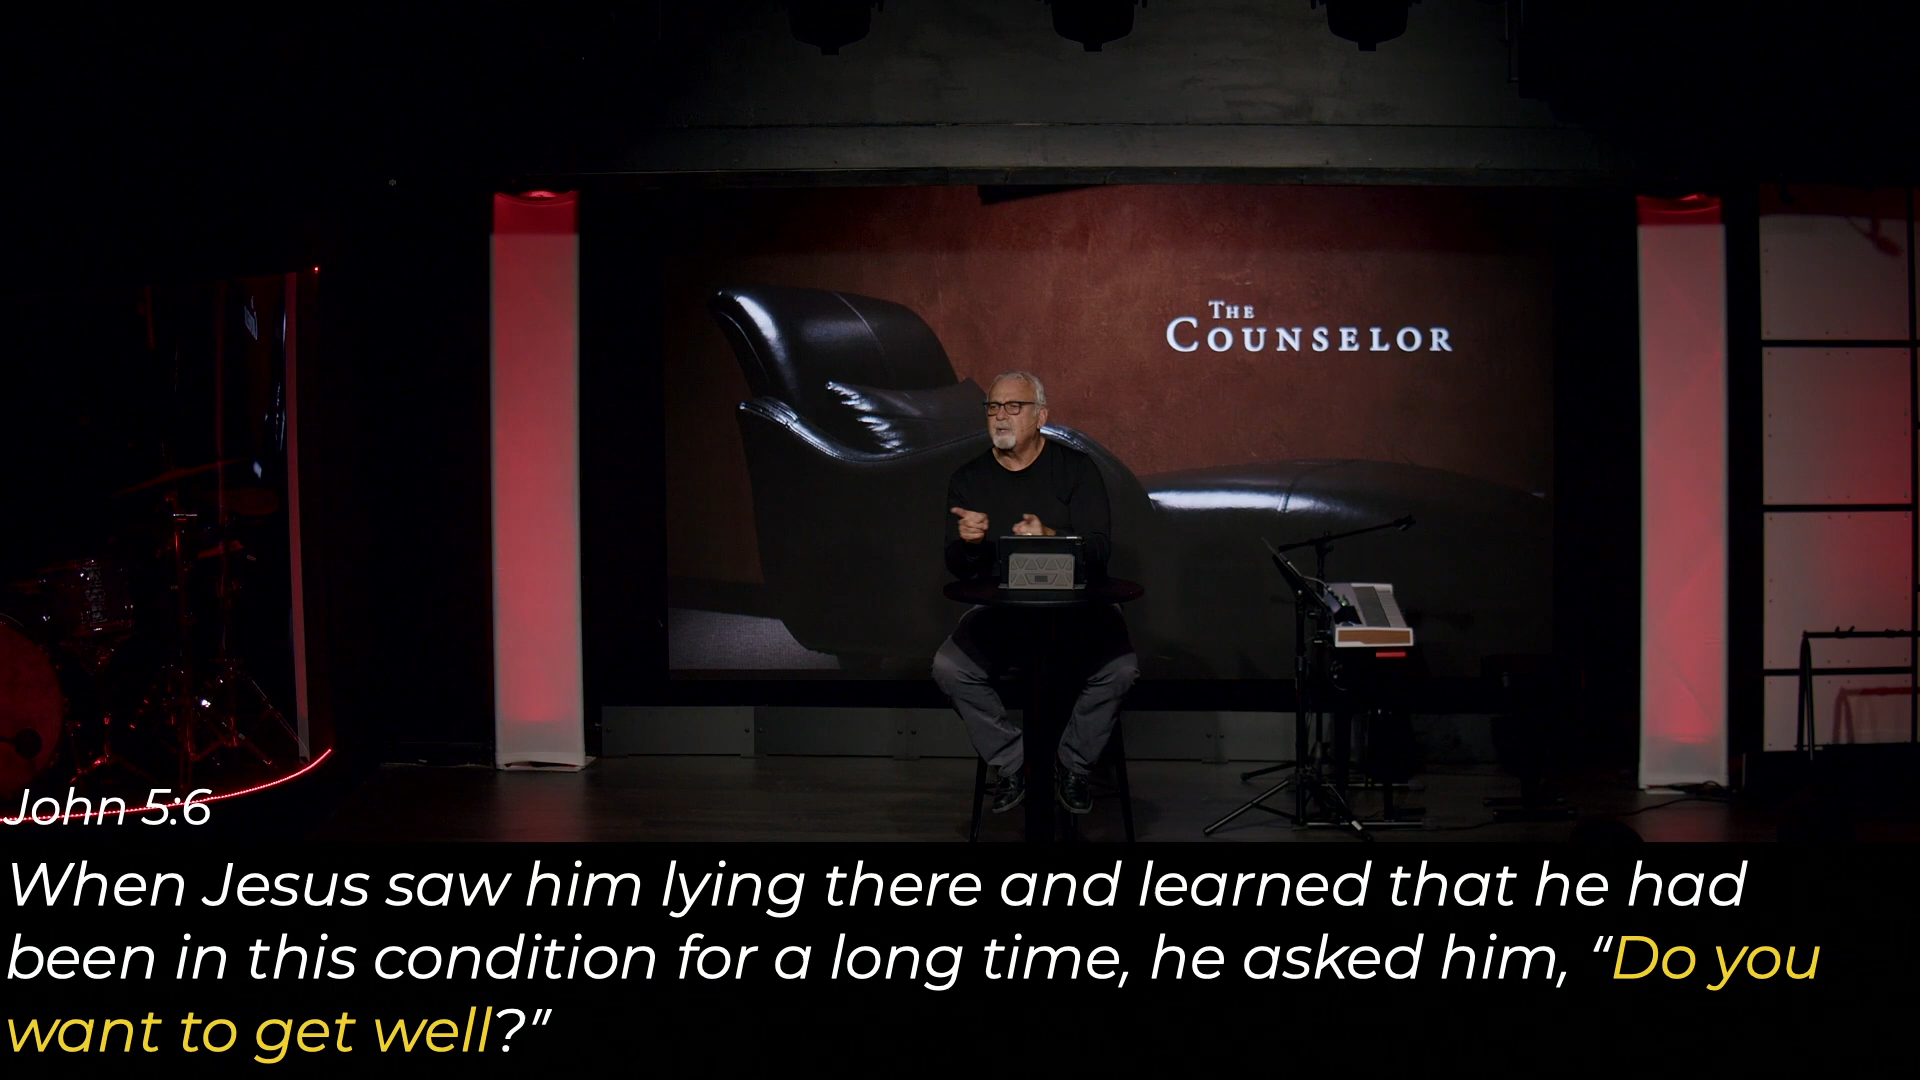 THE
COUNSELOR
John 5:6
When Jesus saw him lying there and learned that he had
been in this condition for a long time, he asked him, “Do you
want to get well?”